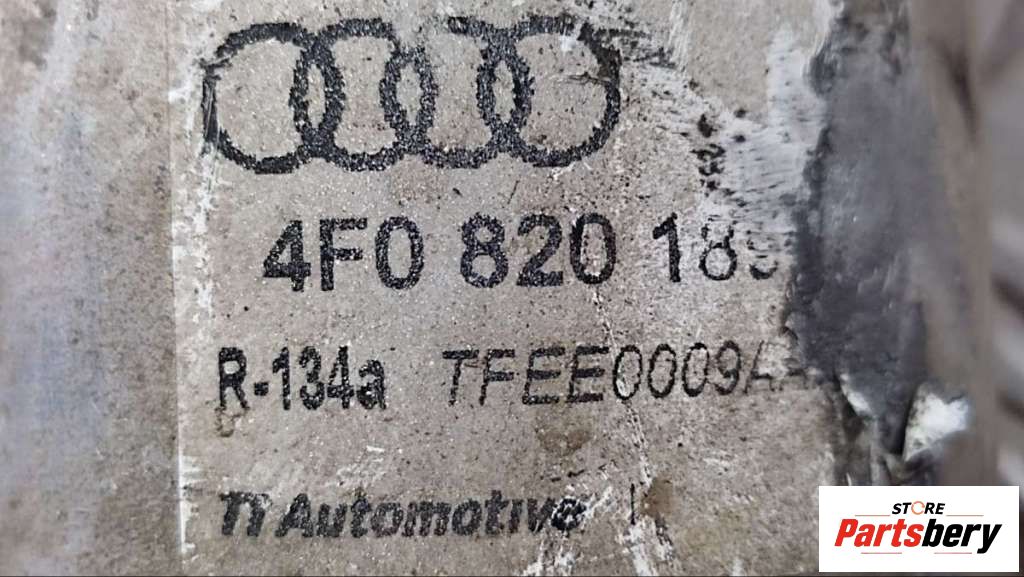 4F0 820 189
R-134a TFEE0009AA
TI Automotive
STORE
Partsbery